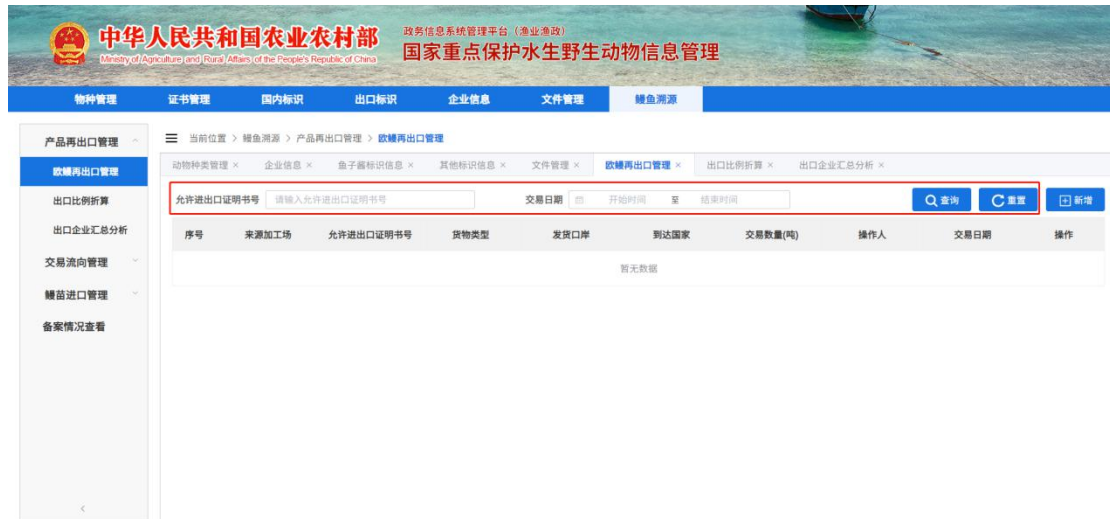 中华人民共和国农业农村部
Ministry of Agriculture and Rural Affairs of the People's Republic of China
政务信息系统管理平台（渔业渔政）
国家重点保护水生野生动物信息管理
物种管理 证书管理 国内标识 出口标识 企业信息 文件管理 鳗鱼溯源
产品再出口管理
当前位置 > 鳗鱼溯源 > 产品再出口管理 > 欧鳗再出口管理
动物种类管理 × 企业信息 × 鱼子酱标识信息 × 其他标识信息 × 文件管理 × 欧鳗再出口管理 × 出口比例折算 × 出口企业汇总分析 ×
欧鳗再出口管理
出口比例折算
出口企业汇总分析
交易流向管理
鳗苗进口管理
备案情况查看
允许进出口证明书号 请输入允许进出口证明书号 交易日期 开始时间 至 结束时间 查询 重置 新增
序号 来源加工场 允许进出口证明书号 货物类型 发货口岸 到达国家 交易数量(吨) 操作人 交易日期 操作
暂无数据